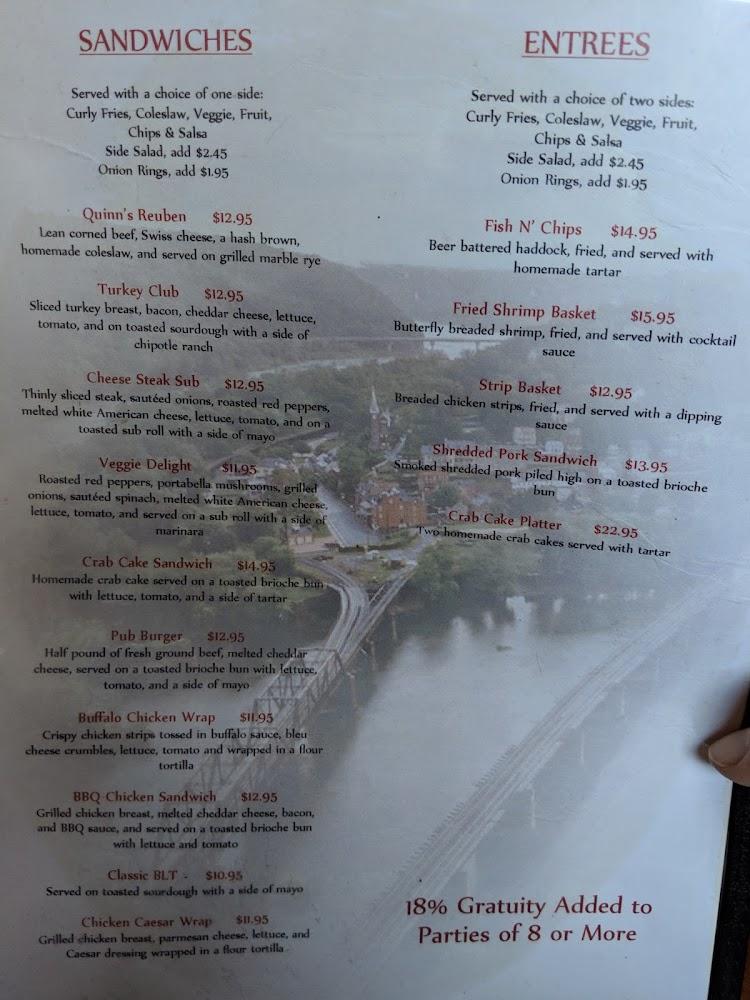 SANDWICHES
Served with a choice of one side:
Curly Fries, Coleslaw, Veggie, Fruit,
Chips & Salsa
Side Salad, add $2.45
Onion Rings, add $1.95
Quinn's Reuben $12.95
Lean corned beef, Swiss cheese, a hash brown,
homemade coleslaw, and served on grilled marble rye
Turkey Club $12.95
Sliced turkey breast, bacon, cheddar cheese, lettuce,
tomato, and on toasted sourdough with a side of
chipotle ranch
Cheese Steak Sub $12.95
Thinly sliced steak, sautéed onions, roasted red peppers,
melted white American cheese, lettuce, tomato, and on a
toasted sub roll with a side of mayo
Veggie Delight $11.95
Roasted red peppers, portabella mushrooms, grilled
onions, sautéed spinach, melted white American cheese,
lettuce, tomato, and served on a sub roll with a side of
marinara
Crab Cake Sandwich $14.95
Homemade crab cake served on a toasted brioche bun
with lettuce, tomato, and a side of tartar
Pub Burger $12.95
Half pound of fresh ground beef, melted cheddar
cheese, served on a toasted brioche bun with lettuce,
tomato, and a side of mayo
Buffalo Chicken Wrap $11.95
Crispy chicken strips tossed in buffalo sauce, bleu
cheese crumbles, lettuce, tomato and wrapped in a flour
tortilla
BBQ Chicken Sandwich $12.95
Grilled chicken breast, melted cheddar cheese, bacon,
and BBQ sauce, and served on a toasted brioche bun
with lettuce and tomato
Classic BLT - $10.95
Served on toasted sourdough with a side of mayo
Chicken Caesar Wrap $11.95
Grilled chicken breast, parmesan cheese, lettuce, and
Caesar dressing wrapped in a flour tortilla
ENTREES
Served with a choice of two sides:
Curly Fries, Coleslaw, Veggie, Fruit,
Chips & Salsa
Side Salad, add $2.45
Onion Rings, add $1.95
Fish N' Chips $14.95
Beer battered haddock, fried, and served with
homemade tartar
Fried Shrimp Basket $15.95
Butterfly breaded shrimp, fried, and served with cocktail
sauce
Strip Basket $12.95
Breaded chicken strips, fried, and served with a dipping
sauce
Shredded Pork Sandwich $13.95
Smoked shredded pork piled high on a toasted brioche
bun
Crab Cake Platter $22.95
Two homemade crab cakes served with tartar
18% Gratuity Added to
Parties of 8 or More